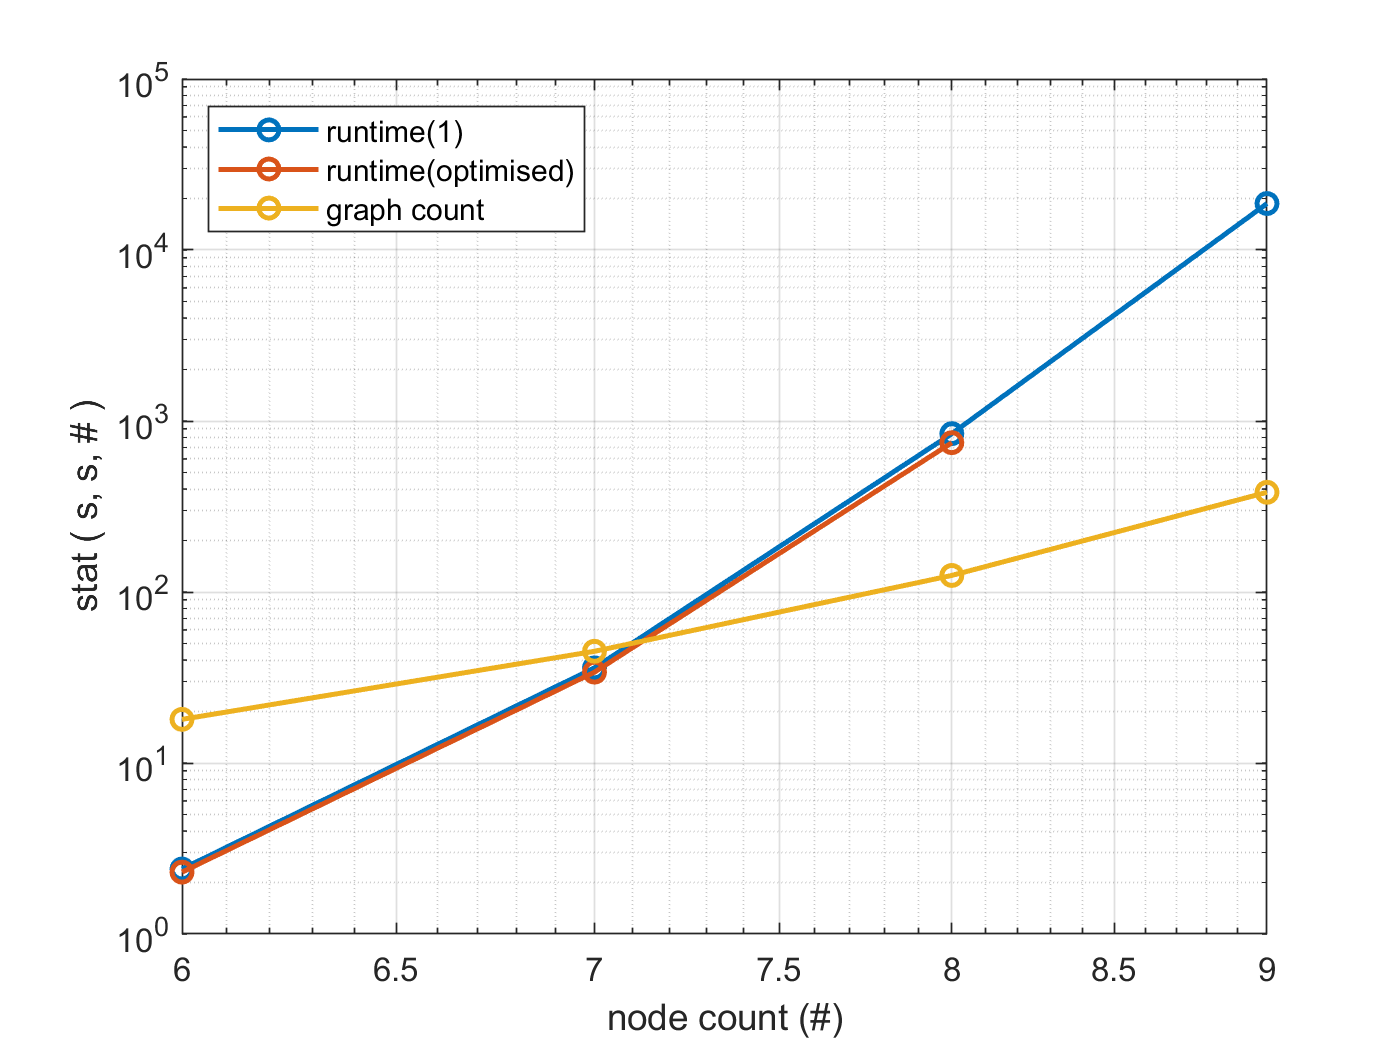 10^5
runtime(1)
runtime(optimised)
graph count
10^4
10^3
stat ( s, s, # )
10^2
10^1
10^0
6 6.5 7 7.5 8 8.5 9
node count (#)